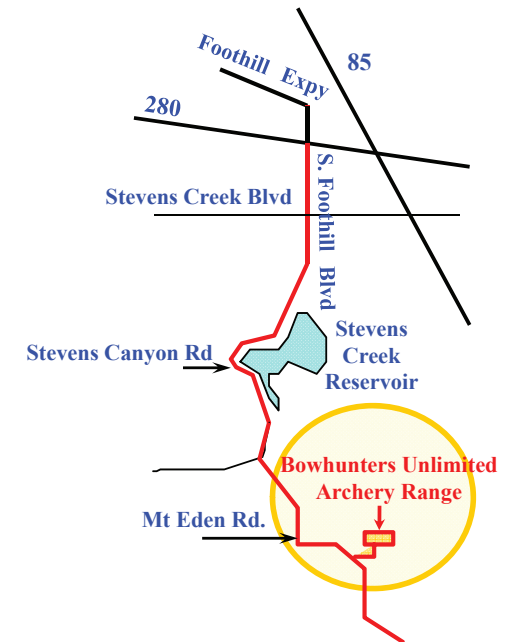 Foothill Expy
85
280
S. Foothill Blvd
Stevens Creek Blvd
Stevens
Creek
Reservoir
Stevens Canyon Rd
Bowhunters Unlimited
Archery Range
Mt Eden Rd.